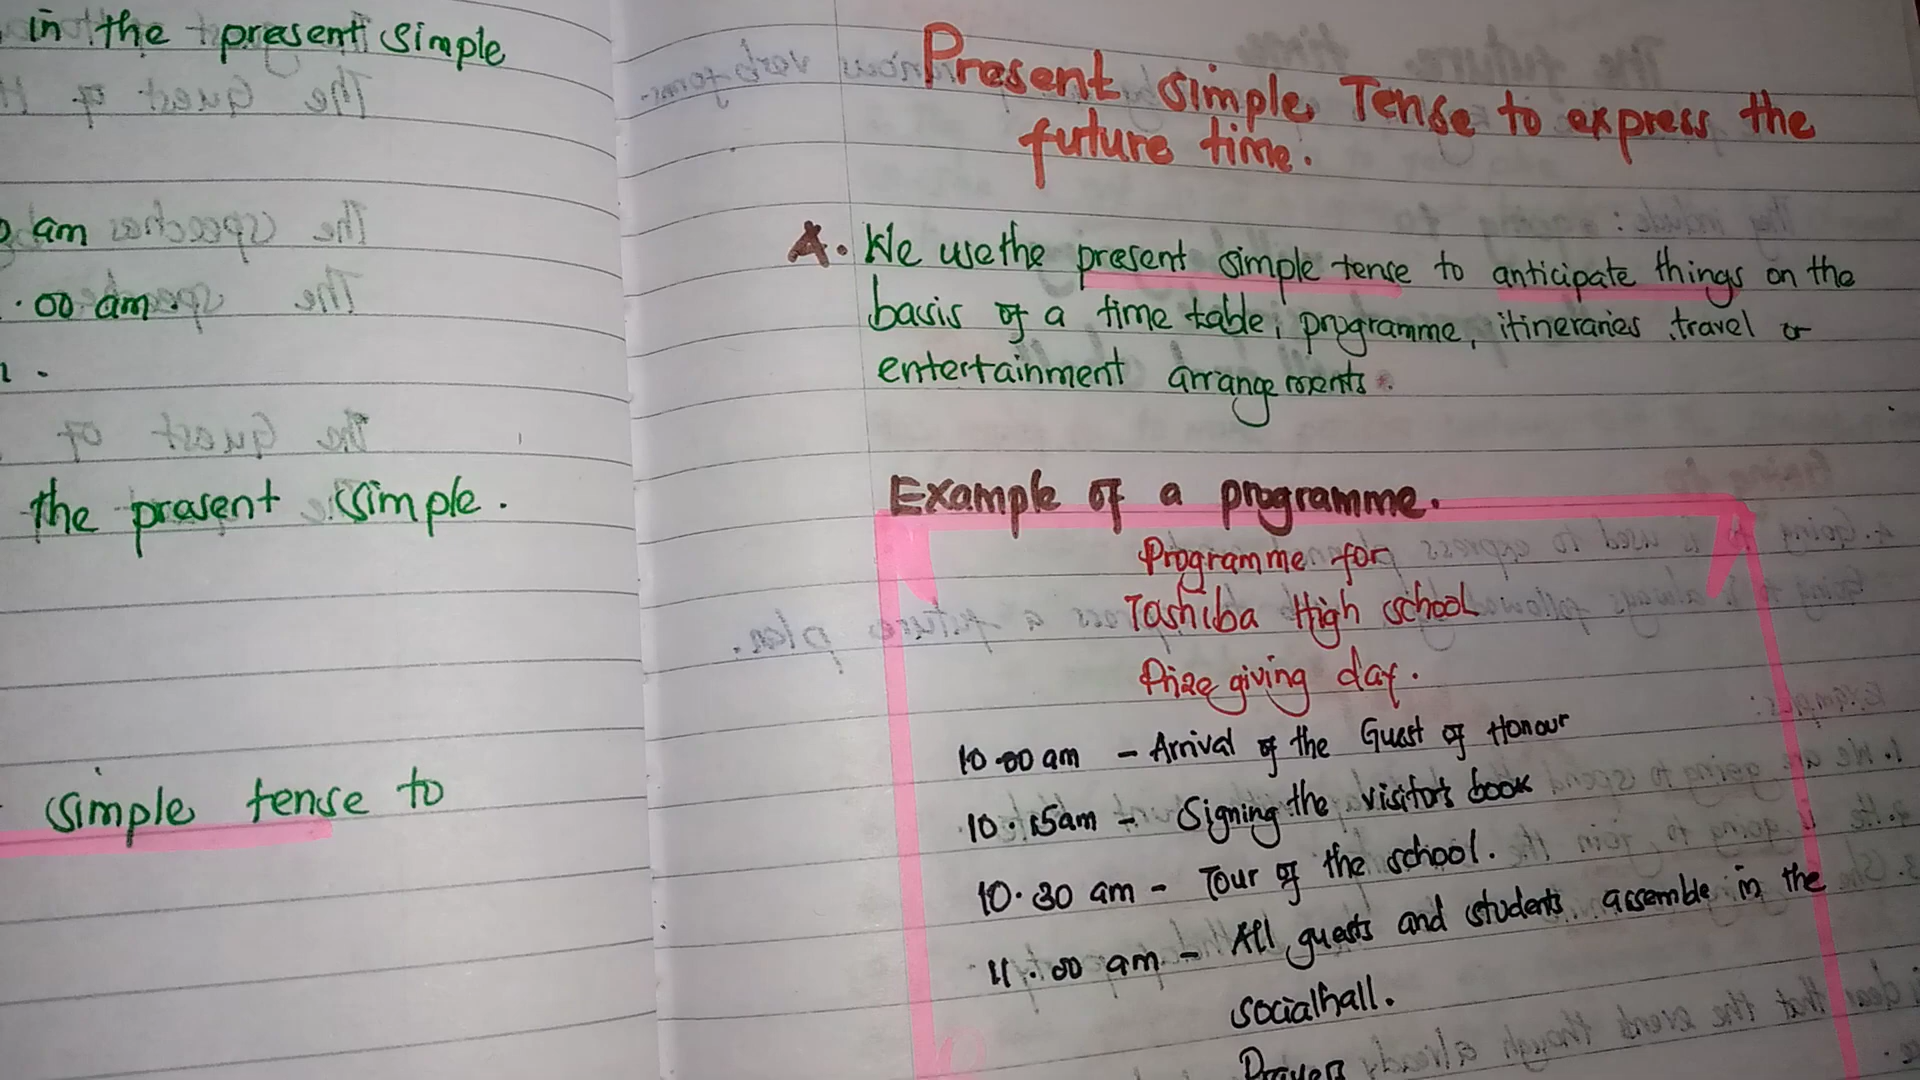 in the present simple
am
.00 am.
the present simple.
simple tense to
Present simple Tense to express the
future time.
A. We use the present simple tense to anticipate things on the
basis of a time table, programme, itineraries travel or
entertainment arrangements.
Example of a programme.
Programme for
Toshiba High school
Prize giving day.
10.00 am - Arrival of the Guest of Honour
10.15am - Signing the visitors book
10.30 am - Tour of the school.
11.00 am - All guests and students assemble in the
socialhall.
Prayers